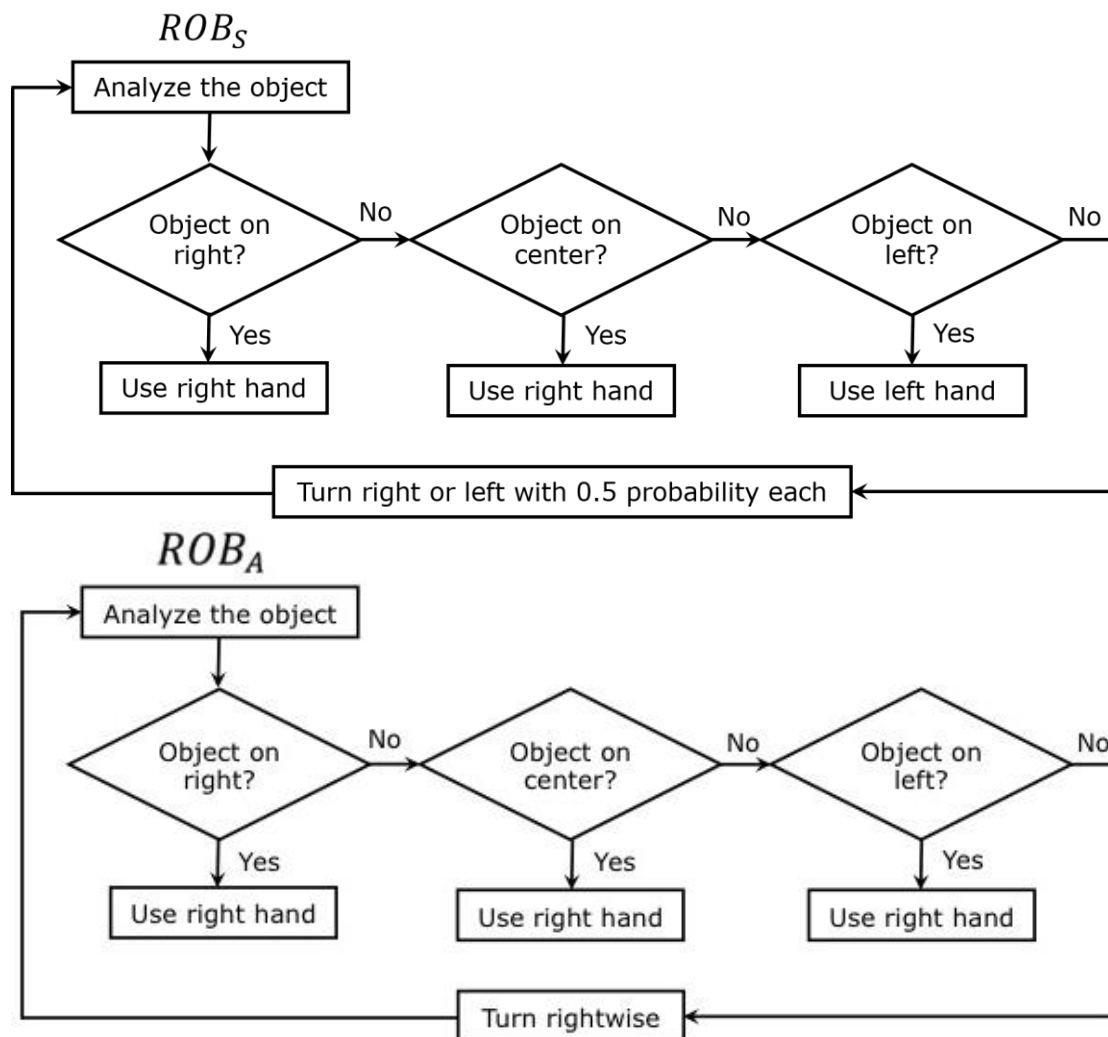 ROB_S
Analyze the object
Object on
right?
No
Object on
center?
No
Object on
left?
No
Yes
Yes
Yes
Use right hand
Use right hand
Use left hand
Turn right or left with 0.5 probability each
ROB_A
Analyze the object
Object on
right?
No
Object on
center?
No
Object on
left?
No
Yes
Yes
Yes
Use right hand
Use right hand
Use right hand
Turn rightwise